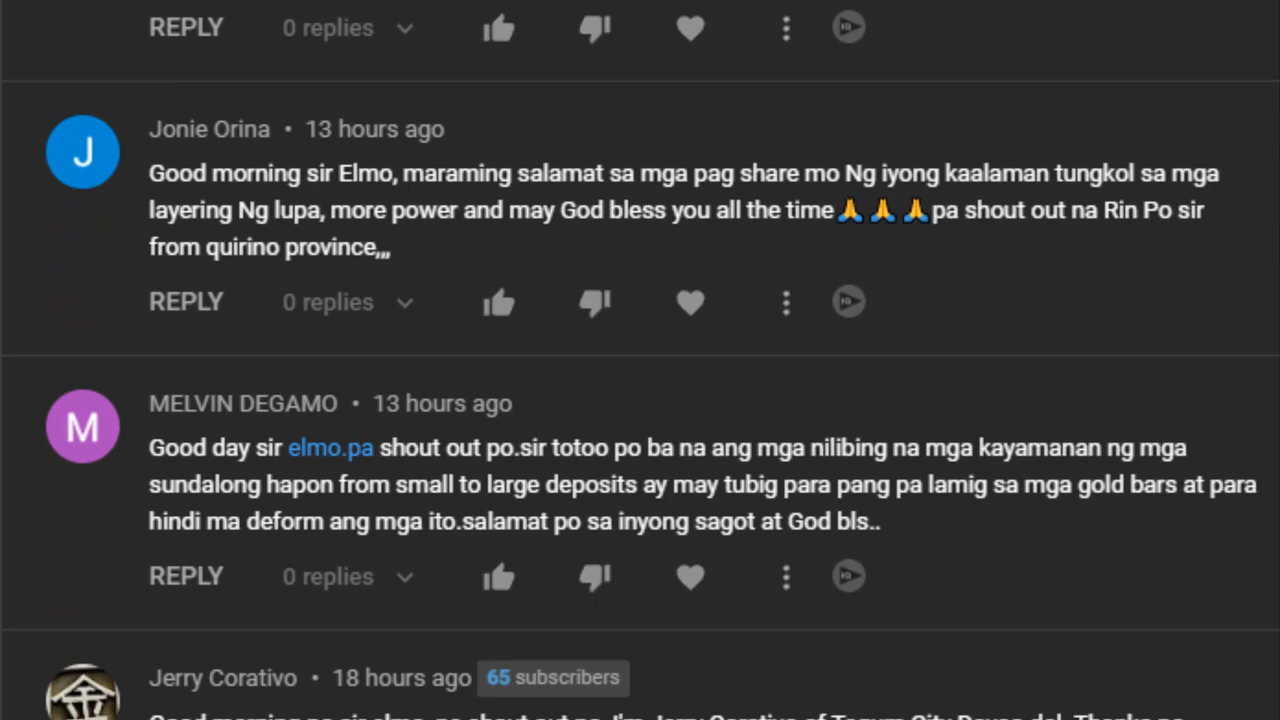 REPLY 0 replies
J
Jonie Orina • 13 hours ago
Good morning sir Elmo, maraming salamat sa mga pag share mo Ng iyong kaalaman tungkol sa mga
layering Ng lupa, more power and may God bless you all the time🙏🙏🙏pa shout out na Rin Po sir
from quirino province,,,
REPLY 0 replies
M
MELVIN DEGAMO • 13 hours ago
Good day sir elmo.pa shout out po.sir totoo po ba na ang mga nilibing na mga kayamanan ng mga
sundalong hapon from small to large deposits ay may tubig para pang pa lamig sa mga gold bars at para
hindi ma deform ang mga ito.salamat po sa inyong sagot at God bls..
REPLY 0 replies
金
Jerry Corativo • 18 hours ago 65 subscribers